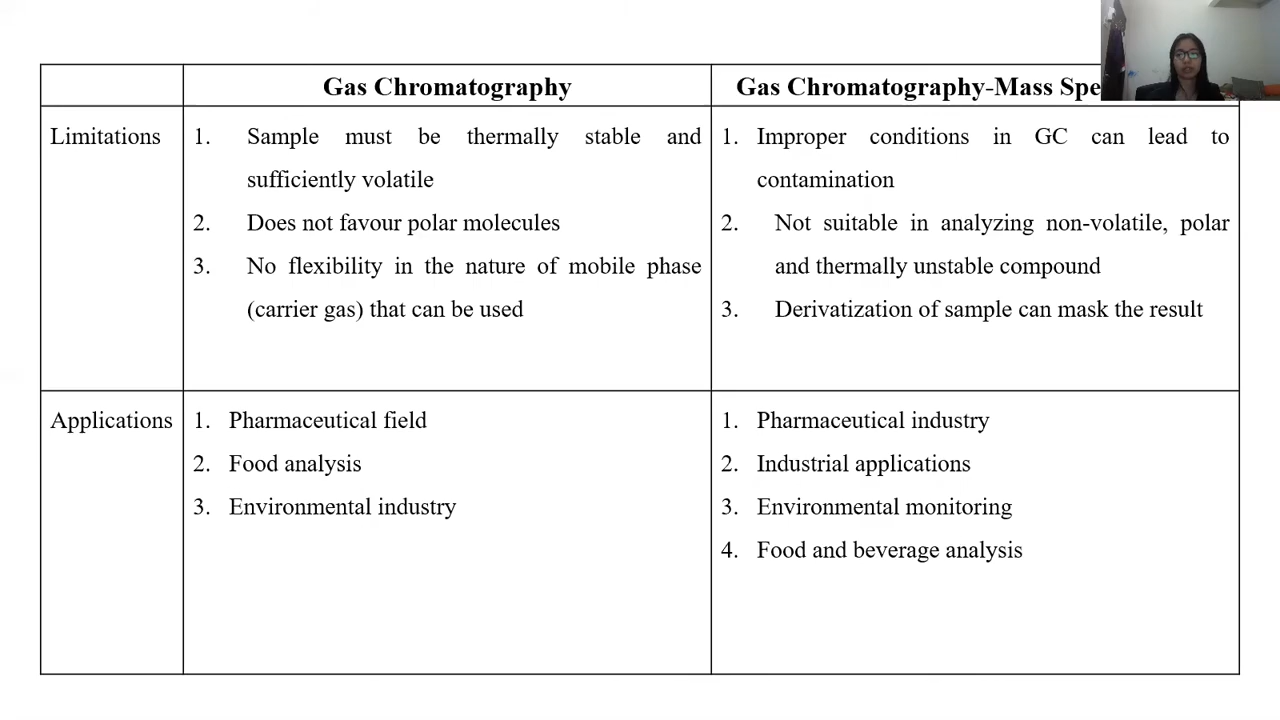 Gas Chromatography
Gas Chromatography-Mass
Limitations
1. Sample must be thermally stable and
sufficiently volatile
2. Does not favour polar molecules
3. No flexibility in the nature of mobile phase
(carrier gas) that can be used
1. Improper conditions in GC can lead to
contamination
2. Not suitable in analyzing non-volatile, polar
and thermally unstable compound
3. Derivatization of sample can mask the result
Applications
1. Pharmaceutical field
2. Food analysis
3. Environmental industry
1. Pharmaceutical industry
2. Industrial applications
3. Environmental monitoring
4. Food and beverage analysis